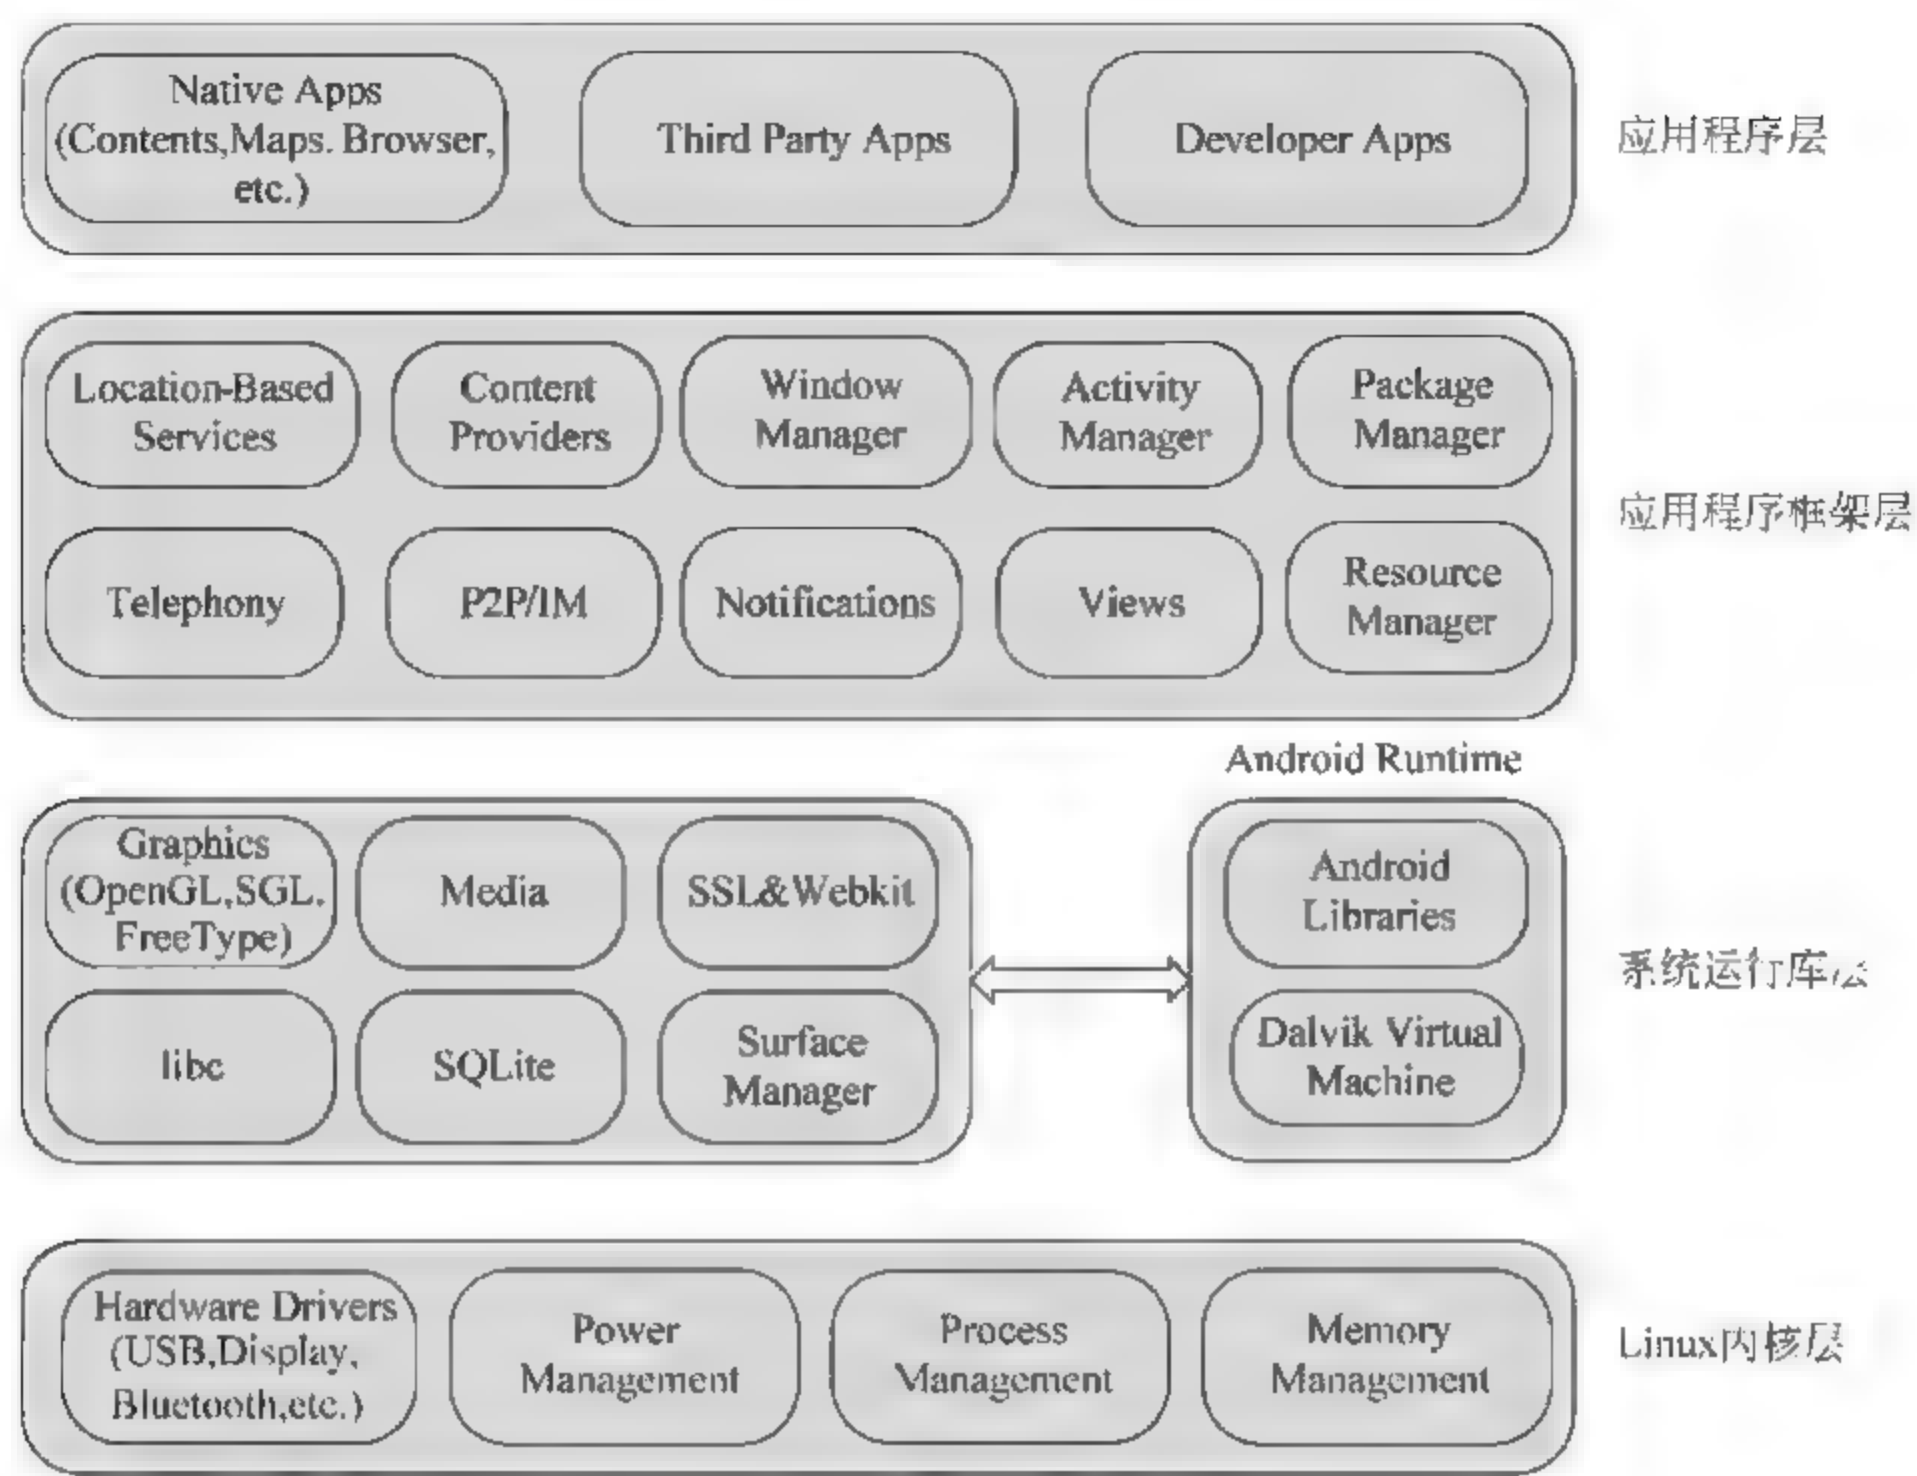 Native Apps
(Contents,Maps. Browser,
etc.)
Third Party Apps
Developer Apps
应用程序层
Location-Based
Services
Content
Providers
Window
Manager
Activity
Manager
Package
Manager
应用程序框架层
Telephony
P2P/IM
Notifications
Views
Resource
Manager
Android Runtime
Graphics
(OpenGL,SGL,
FreeType)
Media
SSL&Webkit
Android
Libraries
系统运行库层
libc
SQLite
Surface
Manager
Dalvik Virtual
Machine
Hardware Drivers
(USB,Display,
Bluetooth,etc.)
Power
Management
Process
Management
Memory
Management
Linux内核层